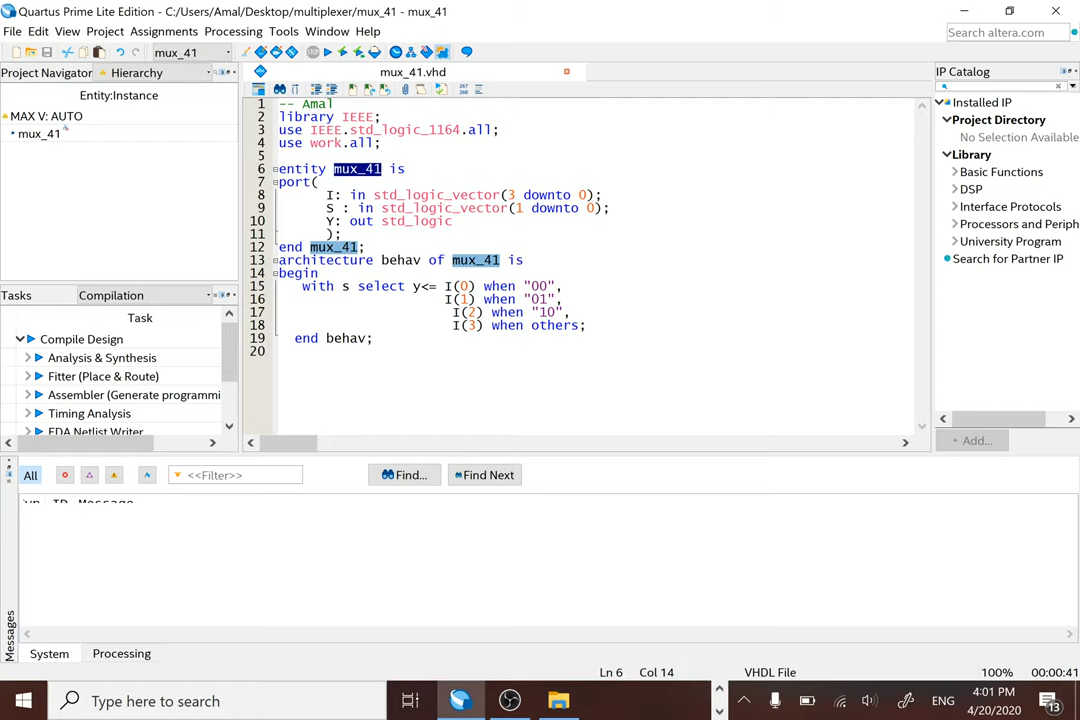 Quartus Prime Lite Edition - C:/Users/Amal/Desktop/multiplexer/mux_41 - mux_41
File Edit View Project Assignments Processing Tools Window Help
Search altera.com
mux_41
Project Navigator Hierarchy
Entity:Instance
MAX V: AUTO
mux_41
Tasks Compilation
Task
Compile Design
Analysis & Synthesis
Fitter (Place & Route)
Assembler (Generate programmi
Timing Analysis
EDA Netlist Writer
mux_41.vhd
267
268
1 -- Amal
2 library IEEE;
3 use IEEE.std_logic_1164.all;
4 use work.all;
5
6 entity mux_41 is
7 port(
8 I: in std_logic_vector(3 downto 0);
9 S : in std_logic_vector(1 downto 0);
10 Y: out std_logic
11 );
12 end mux_41;
13 architecture behav of mux_41 is
14 begin
15 with s select y<= I(0) when "00",
16 I(1) when "01",
17 I(2) when "10",
18 I(3) when others;
19 end behav;
20
IP Catalog
Installed IP
Project Directory
No Selection Available
Library
Basic Functions
DSP
Interface Protocols
Processors and Periph
University Program
Search for Partner IP
+ Add...
All <<Filter>> Find... Find Next
ID Message
Messages
System Processing
Ln 6 Col 14 VHDL File 100% 00:00:41
Type here to search
ENG
4:01 PM
4/20/2020
13